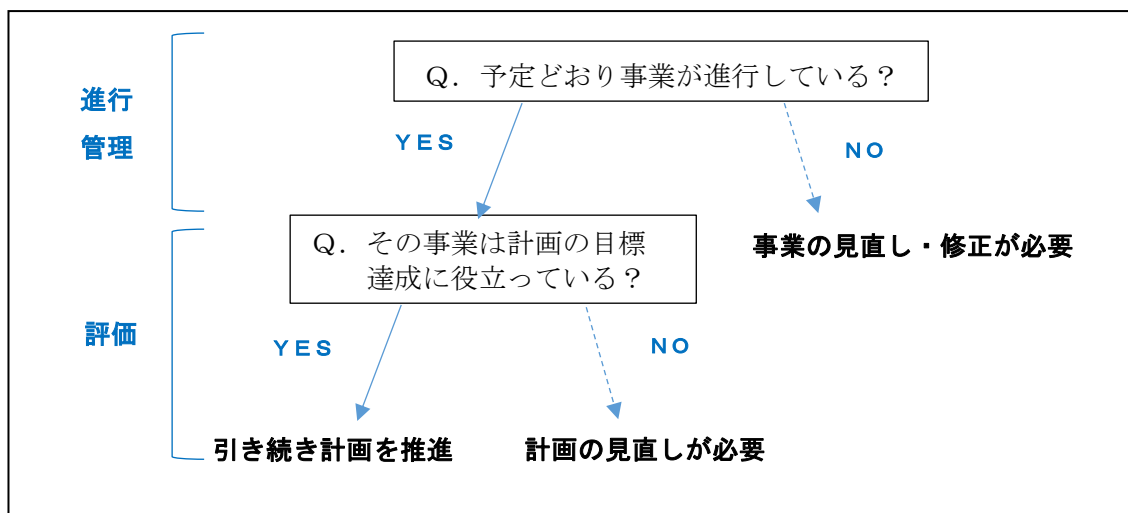 進行
管理
Q．予定どおり事業が進行している？
YES
NO
Q．その事業は計画の目標
達成に役立っている？
事業の見直し・修正が必要
評価
YES
NO
引き続き計画を推進
計画の見直しが必要